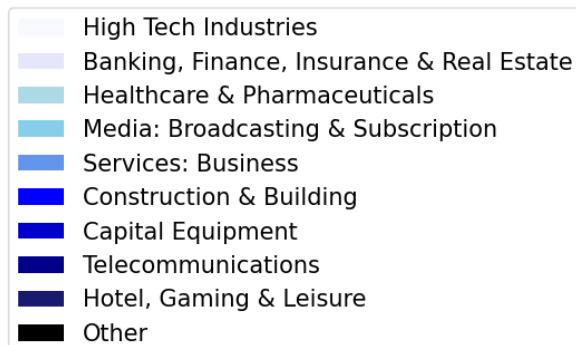 High Tech Industries
Banking, Finance, Insurance & Real Estate
Healthcare & Pharmaceuticals
Media: Broadcasting & Subscription
Services: Business
Construction & Building
Capital Equipment
Telecommunications
Hotel, Gaming & Leisure
Other